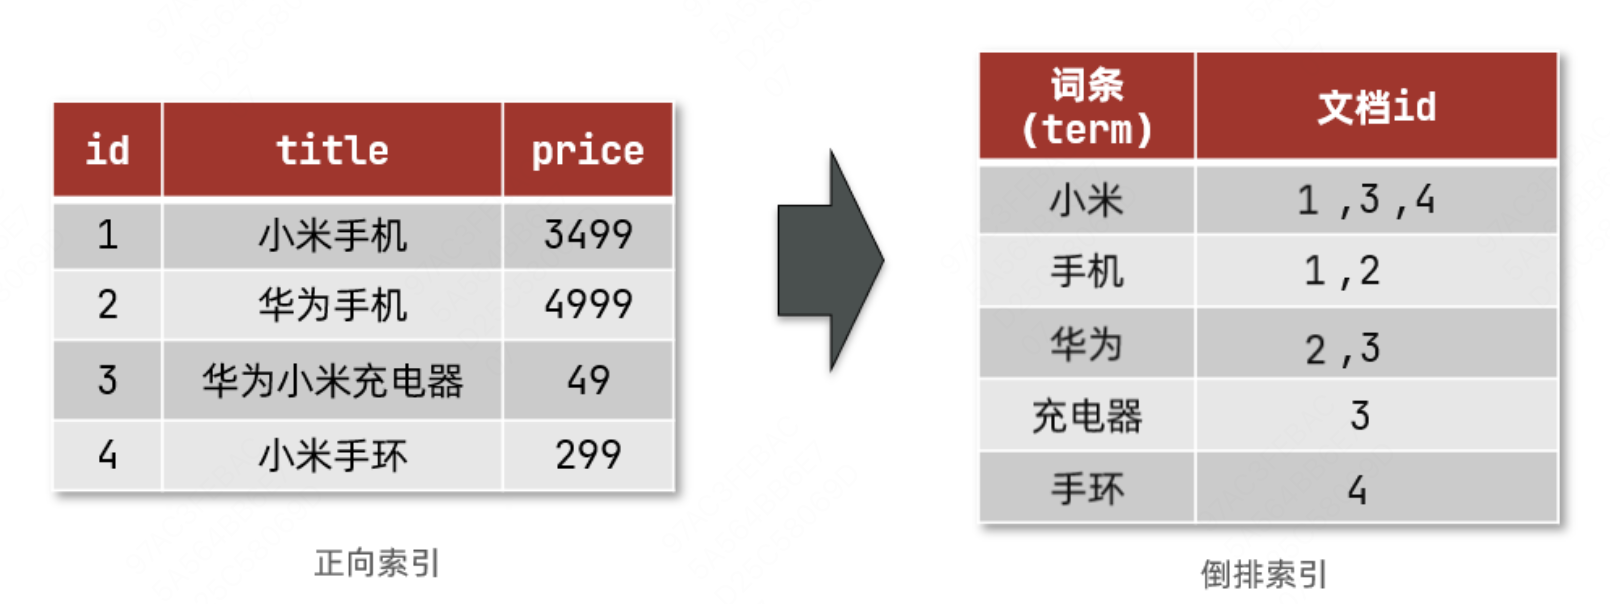 id title price
1 小米手机 3499
2 华为手机 4999
3 华为小米充电器 49
4 小米手环 299
正向索引
词条
(term) 文档id
小米 1 ,3 ,4
手机 1 ,2
华为 2 ,3
充电器 3
手环 4
倒排索引